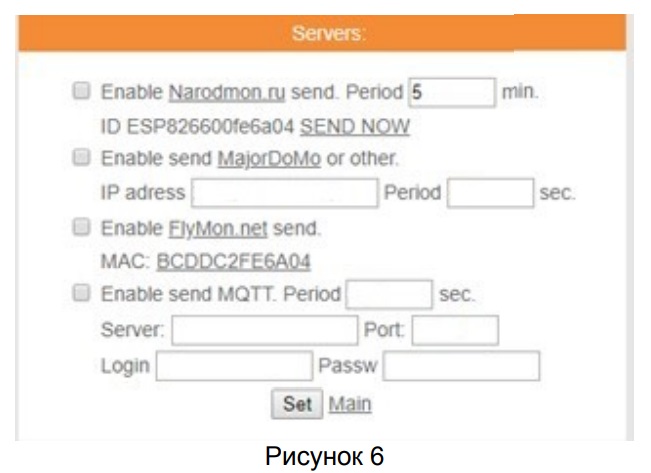 Servers:
Enable Narodmon.ru send. Period 5 min.
ID ESP826600fe6a04 SEND NOW
Enable send MajorDoMo or other.
IP adress Period sec.
Enable FlyMon.net send.
MAC: BCDDC2FE6A04
Enable send MQTT. Period sec.
Server: Port:
Login Passw
Set Main
Рисунок 6